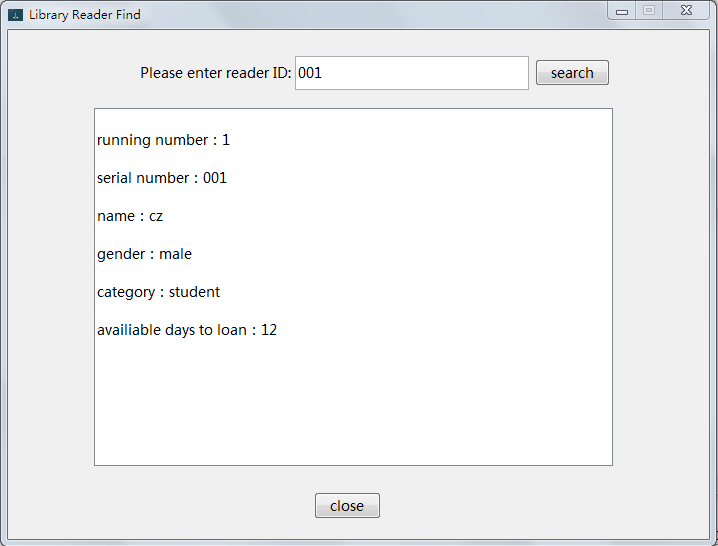 Library Reader Find
Please enter reader ID: 001 search
running number : 1
serial number : 001
name : cz
gender : male
category : student
availiable days to loan : 12
close